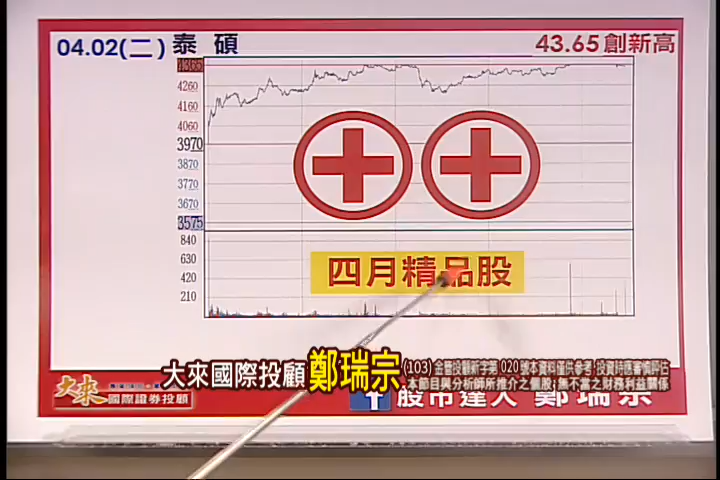 04.02(二)泰 碩
43.65創新高
4365
4260
4160
4060
3970
3870
3770
3670
3575
840
630
420
210
四月精品股
大來國際投顧鄭瑞宗
(103)金管投顧新字第 020號本資料僅供參考,投資時應審慎評估
本節目與分析師所推介之個股,無不當之財務利益關係
大來
國際證券投顧
f 股市達人 鄭瑞宗